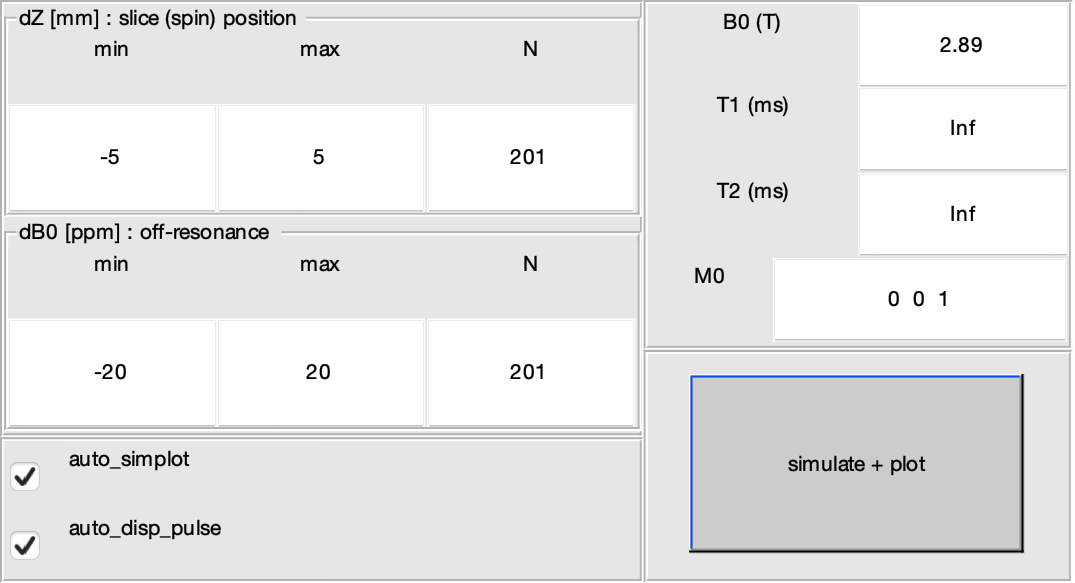 dZ [mm] : slice (spin) position
min max N
-5 5 201
dB0 [ppm] : off-resonance
min max N
-20 20 201
auto_simplot
auto_disp_pulse
B0 (T) 2.89
T1 (ms) Inf
T2 (ms) Inf
M0 0 0 1
simulate + plot